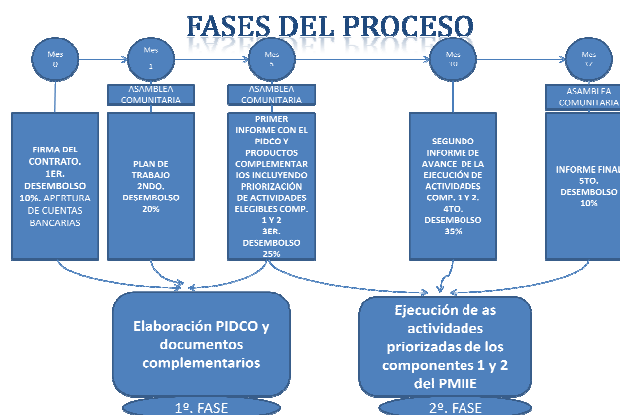 FASES DEL PROCESO
Mes
0
Mes
1
Mes
5
Mes
10
Mes
12
ASAMBLEA
COMUNITARIA
ASAMBLEA
COMUNITARIA
ASAMBLEA
COMUNITARIA
FIRMA DEL
CONTRATO.
1ER.
DESEMBOLSO
10%. APERTURA
DE CUENTAS
BANCARIAS
PLAN DE
TRABAJO
2NDO.
DESEMBOLSO
20%
PRIMER
INFORME CON EL
PIDCO Y
PRODUCTOS
COMPLEMENTAR
IOS INCLUYENDO
PRIORIZACIÓN
DE ACTIVIDADES
ELEGIBLES COMP.
1 Y 2
3ER.
DESEMBOLSO
25%
SEGUNDO
INFORME DE
AVANCE DE LA
EJECUCIÓN DE
ACTIVIDADES
COMP. 1 Y 2.
4TO.
DESEMBOLSO
35%
INFORME FINAL
5TO.
DESEMBOLSO
10%
Elaboración PIDCO y
documentos
complementarios
Ejecución de as
actividades
priorizadas de los
componentes 1 y 2
del PMIIE
1º. FASE
2º. FASE